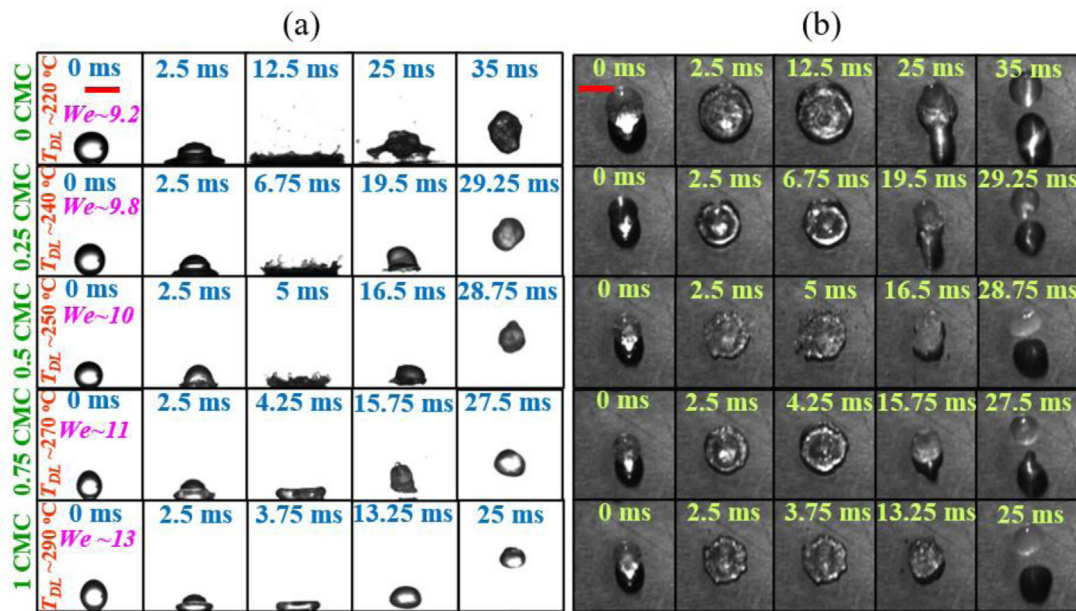 (a) (b)
0 CMC
T_DL ~220 °C
0 ms 2.5 ms 12.5 ms 25 ms 35 ms
We~9.2
0 ms 2.5 ms 12.5 ms 25 ms 35 ms
0.25 CMC
T_DL ~240 °C
0 ms 2.5 ms 6.75 ms 19.5 ms 29.25 ms
We~9.8
0 ms 2.5 ms 6.75 ms 19.5 ms 29.25 ms
0.5 CMC
T_DL ~250 °C
0 ms 2.5 ms 5 ms 16.5 ms 28.75 ms
We~10
0 ms 2.5 ms 5 ms 16.5 ms 28.75 ms
0.75 CMC
T_DL ~270 °C
0 ms 2.5 ms 4.25 ms 15.75 ms 27.5 ms
We~11
0 ms 2.5 ms 4.25 ms 15.75 ms 27.5 ms
1 CMC
T_DL ~290 °C
0 ms 2.5 ms 3.75 ms 13.25 ms 25 ms
We ~13
0 ms 2.5 ms 3.75 ms 13.25 ms 25 ms